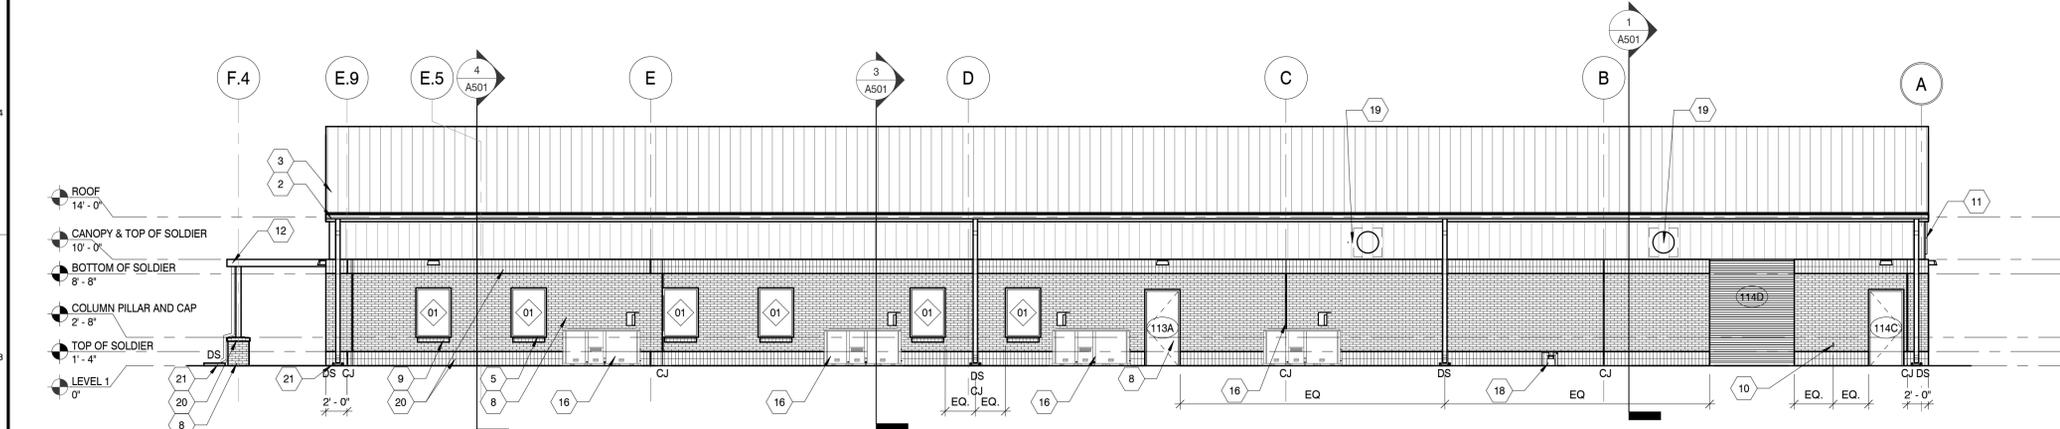 1
A501
F.4
E.9
E.5
4
A501
E
3
A501
D
C
B
A
19
19
3
2
ROOF
14' - 0"
11
12
CANOPY & TOP OF SOLDIER
10' - 0"
BOTTOM OF SOLDIER
8' - 8"
114D
COLUMN PILLAR AND CAP
2' - 8"
01
01
01
01
01
01
113A
114C
TOP OF SOLDIER
1' - 4"
DS
LEVEL 1
0"
21
21
DS
CJ
9
5
CJ
DS
CJ
8
CJ
DS
CJ
CJ
DS
20
20
8
16
16
16
16
18
10
8
2' - 0"
EQ.
EQ.
EQ
EQ
EQ.
EQ.
2' - 0"